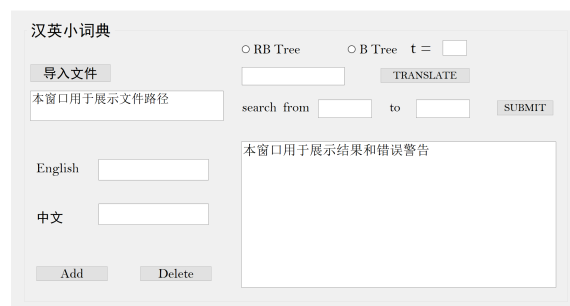 汉英小词典
RB Tree
B Tree
t =
导入文件
TRANSLATE
本窗口用于展示文件路径
search from
to
SUBMIT
本窗口用于展示结果和错误警告
English
中文
Add
Delete